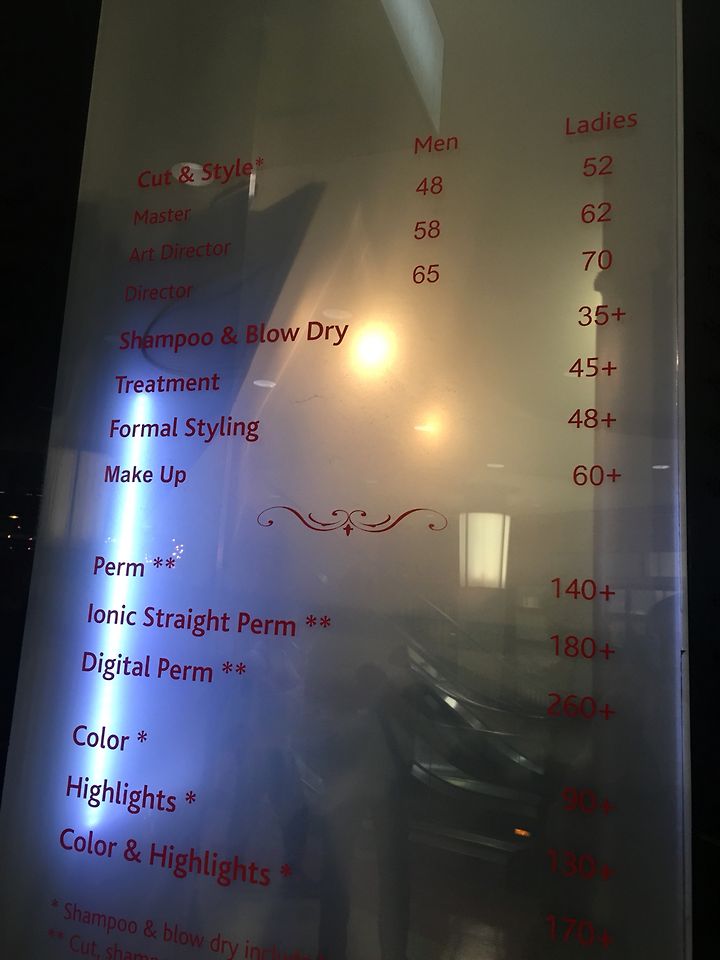 Men Ladies
Cut & Style*
Master 48 52
Art Director 58 62
Director 65 70
Shampoo & Blow Dry 35+
Treatment 45+
Formal Styling 48+
Make Up 60+
Perm ** 140+
Ionic Straight Perm ** 180+
Digital Perm ** 260+
Color * 90+
Highlights * 130+
Color & Highlights * 170+
* Shampoo & blow dry
** Cut,